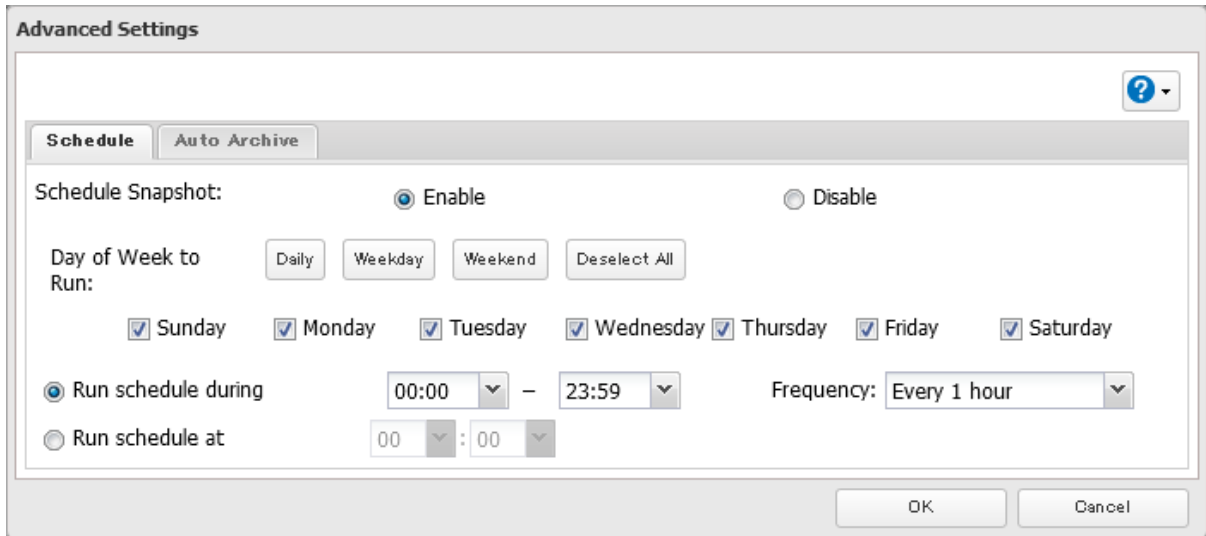 Advanced Settings
?
Schedule Auto Archive
Schedule Snapshot: Enable Disable
Day of Week to Run: Daily Weekday Weekend Deselect All
Sunday Monday Tuesday Wednesday Thursday Friday Saturday
Run schedule during 00:00 – 23:59 Frequency: Every 1 hour
Run schedule at 00 : 00
OK Cancel